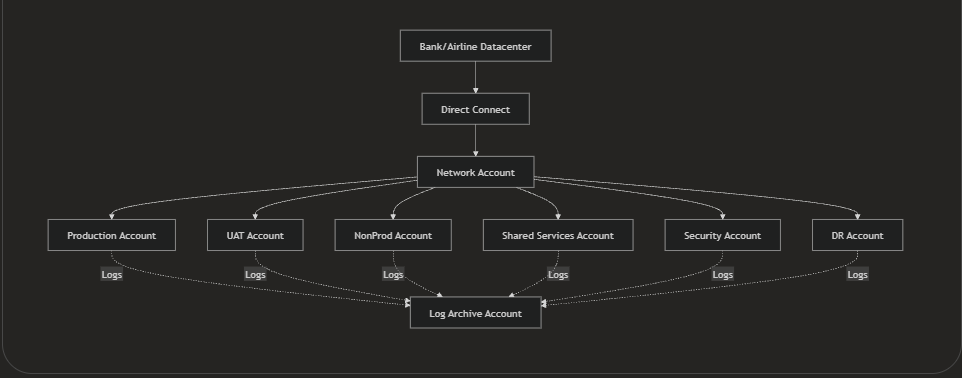 Bank/Airline Datacenter
Direct Connect
Network Account
Production Account
UAT Account
NonProd Account
Shared Services Account
Security Account
DR Account
Logs
Logs
Logs
Logs
Logs
Logs
Log Archive Account